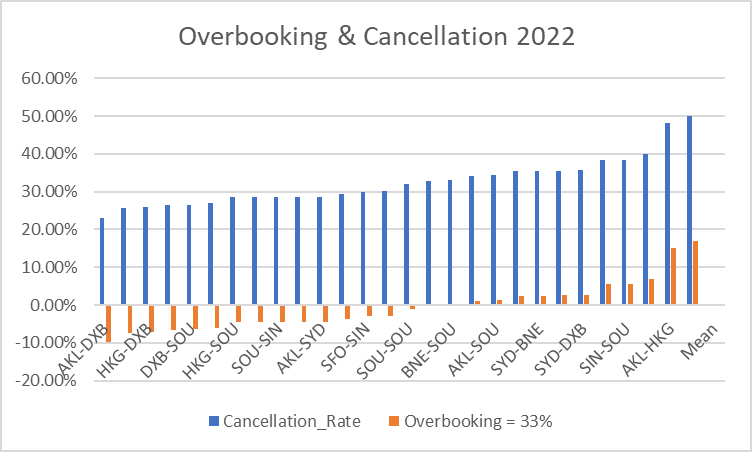 Overbooking & Cancellation 2022
60.00%
50.00%
40.00%
30.00%
20.00%
10.00%
0.00%
-10.00%
-20.00%
AKL-DXB
HKG-DXB
DXB-SOU
HKG-SOU
SOU-SIN
AKL-SYD
SFO-SIN
SOU-SOU
BNE-SOU
AKL-SOU
SYD-BNE
SYD-DXB
SIN-SOU
AKL-HKG
Mean
Cancellation_Rate
Overbooking = 33%